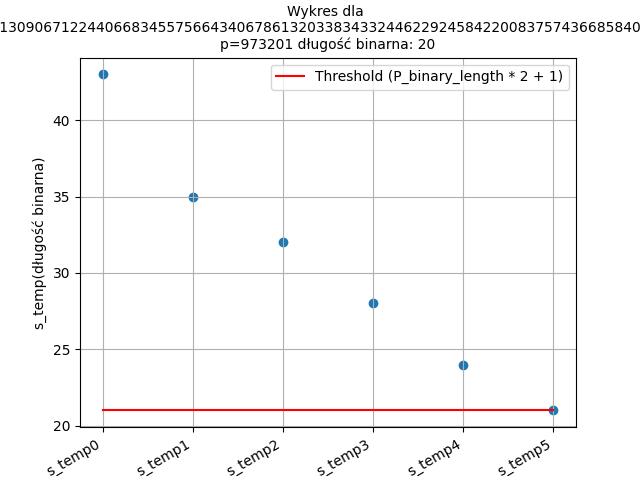 Wykres dla
1309067122440668345575664340678613203383433244622924584220083757436685840
p=973201 długość binarna: 20
Threshold (P_binary_length * 2 + 1)
s_temp(długość binarna)
40
35
30
25
20
s_temp0
s_temp1
s_temp2
s_temp3
s_temp4
s_temp5